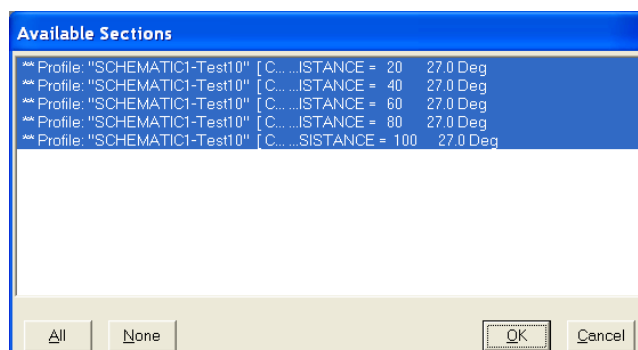 Available Sections
** Profile: "SCHEMATIC1-Test10" [ C... ...ISTANCE = 20 27.0 Deg
** Profile: "SCHEMATIC1-Test10" [ C... ...ISTANCE = 40 27.0 Deg
** Profile: "SCHEMATIC1-Test10" [ C... ...ISTANCE = 60 27.0 Deg
** Profile: "SCHEMATIC1-Test10" [ C... ...ISTANCE = 80 27.0 Deg
** Profile: "SCHEMATIC1-Test10" [ C... ...SISTANCE = 100 27.0 Deg
All None OK Cancel